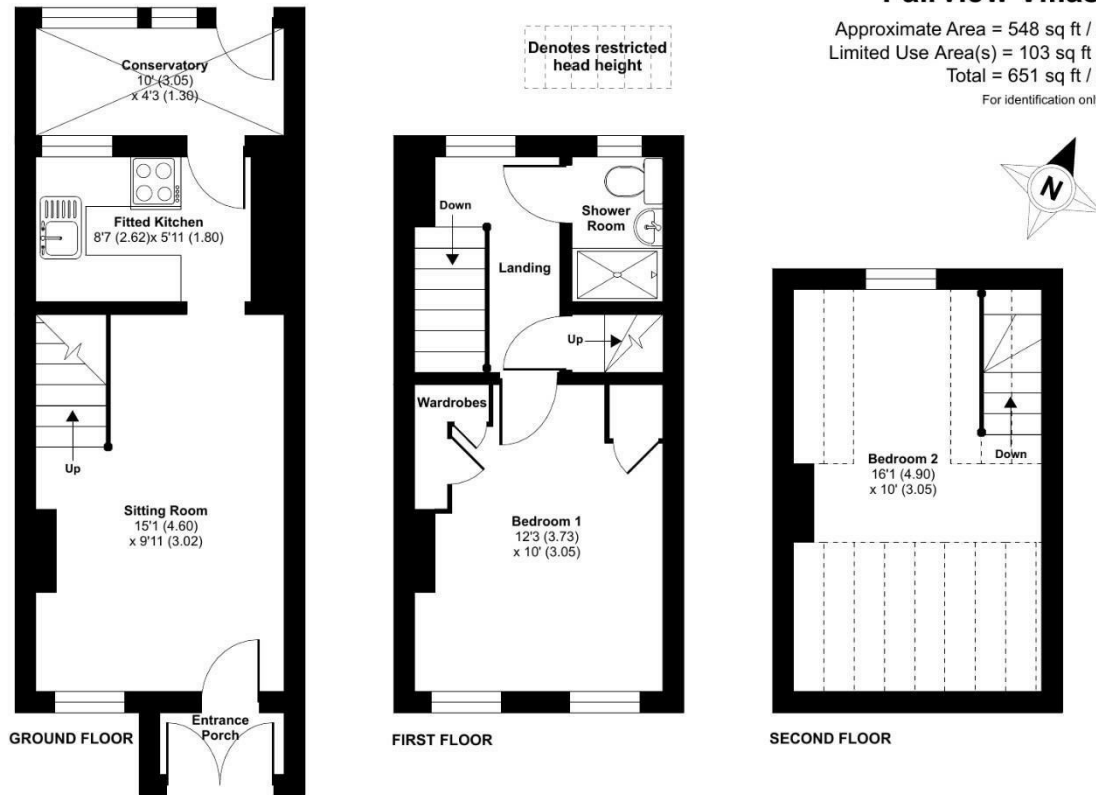 Approximate Area = 548 sq ft /
Limited Use Area(s) = 103 sq ft
Total = 651 sq ft /
For identification only
Denotes restricted
head height
N
Conservatory
10' (3.05)
x 4'3 (1.30)
Fitted Kitchen
8'7 (2.62)x 5'11 (1.80)
Up
Sitting Room
15'1 (4.60)
x 9'11 (3.02)
Entrance
Porch
GROUND FLOOR
Down
Shower
Room
Landing
Up
Wardrobes
Bedroom 1
12'3 (3.73)
x 10' (3.05)
FIRST FLOOR
Bedroom 2
16'1 (4.90)
x 10' (3.05)
Down
SECOND FLOOR